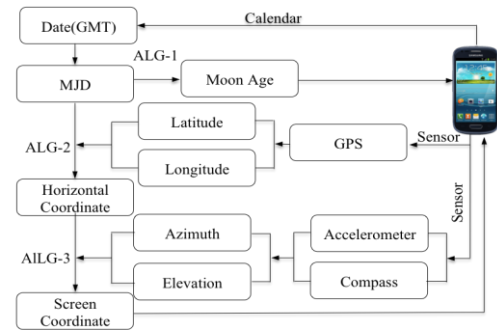 Calendar
Date(GMT)
ALG-1
MJD
Moon Age
Latitude
ALG-2
GPS
Sensor
Longitude
Horizontal
Coordinate
Sensor
Azimuth
Accelerometer
AlLG-3
Elevation
Compass
Screen
Coordinate